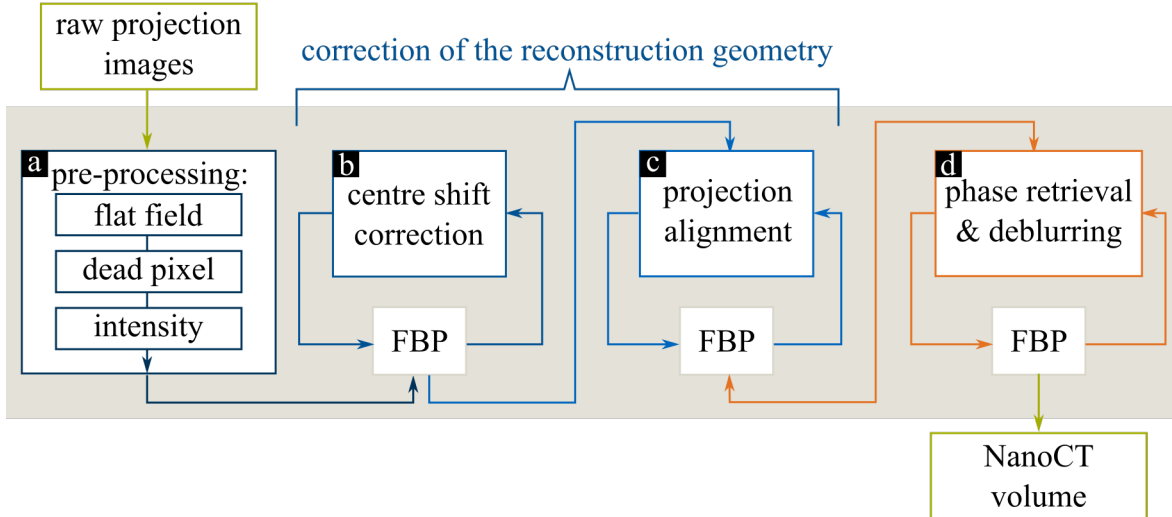 raw projection
images
correction of the reconstruction geometry
a
pre-processing:
flat field
dead pixel
intensity
b
centre shift
correction
FBP
c
projection
alignment
FBP
d
phase retrieval
& deblurring
FBP
NanoCT
volume